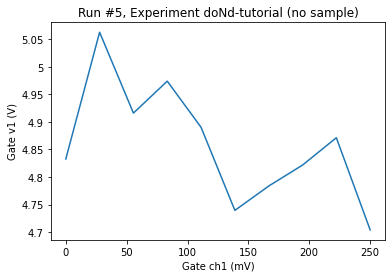 Run #5, Experiment doNd-tutorial (no sample)
Gate v1 (V)
5.05
5
4.95
4.9
4.85
4.8
4.75
4.7
0 50 100 150 200 250
Gate ch1 (mV)